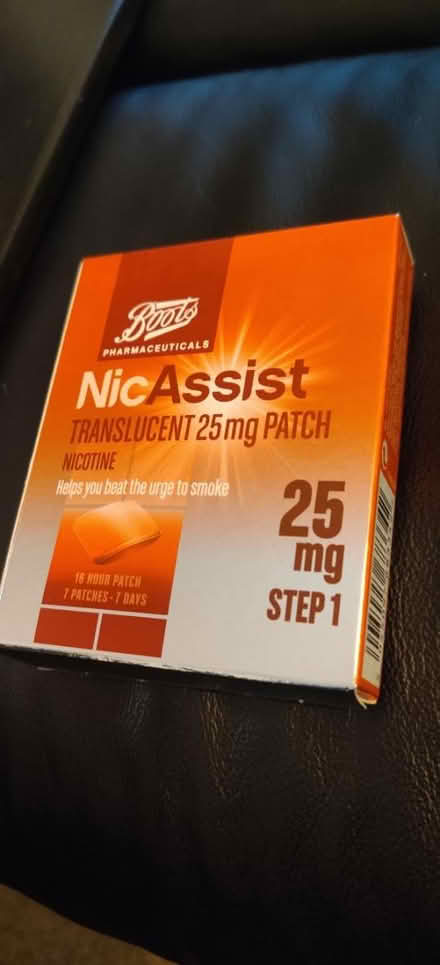 Boots
PHARMACEUTICALS
NicAssist
TRANSLUCENT 25mg PATCH
NICOTINE
Helps you beat the urge to smoke
25
mg
STEP 1
16 HOUR PATCH
7 PATCHES - 7 DAYS